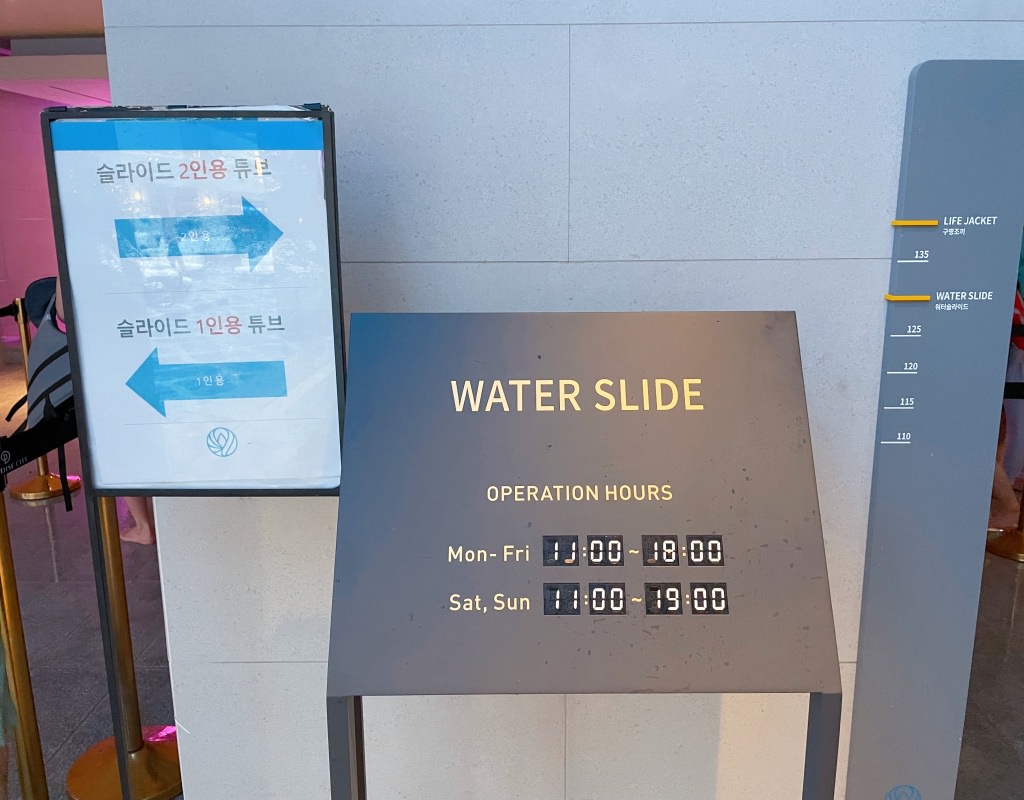 슬라이드 2인용 튜브
2인용
슬라이드 1인용 튜브
1인용
WATER SLIDE
OPERATION HOURS
Mon- Fri 11:00 ~ 18:00
Sat, Sun 11:00 ~ 19:00
LIFE JACKET
구명조끼
135
WATER SLIDE
워터슬라이드
125
120
115
110